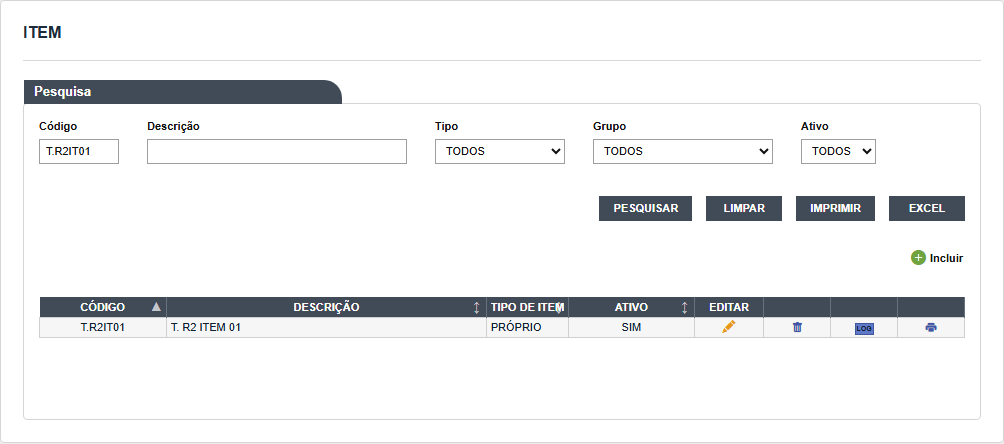 ITEM
Pesquisa
Código Descrição Tipo Grupo Ativo
T.R2IT01 TODOS TODOS TODOS
PESQUISAR LIMPAR IMPRIMIR EXCEL
Incluir
CÓDIGO DESCRIÇÃO TIPO DE ITEM ATIVO EDITAR
T.R2IT01 T. R2 ITEM 01 PRÓPRIO SIM LOG